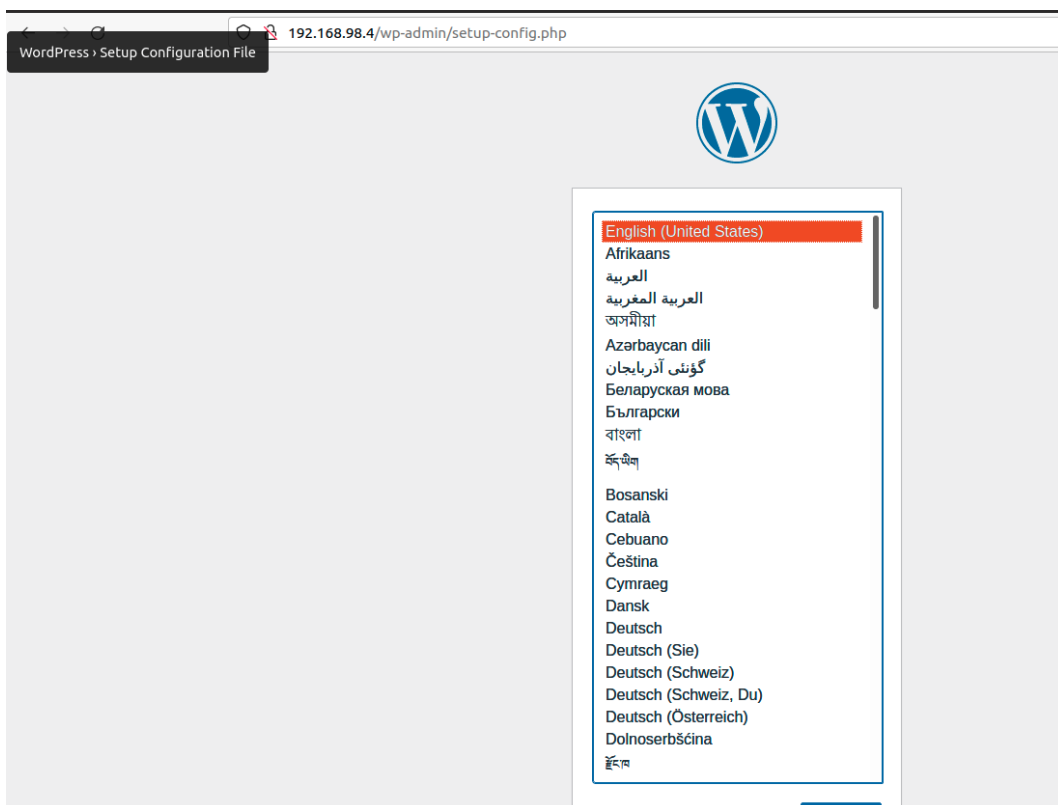 192.168.98.4/wp-admin/setup-config.php
WordPress › Setup Configuration File
English (United States)
Afrikaans
العربية
العربية المغربية
অসমীয়া
Azərbaycan dili
گؤنئی آذربایجان
Беларуская мова
Български
বাংলা
བོད་ཡིག
Bosanski
Català
Cebuano
Čeština
Cymraeg
Dansk
Deutsch
Deutsch (Sie)
Deutsch (Schweiz)
Deutsch (Schweiz, Du)
Deutsch (Österreich)
Dolnoserbšćina
རྫོང་ཁ